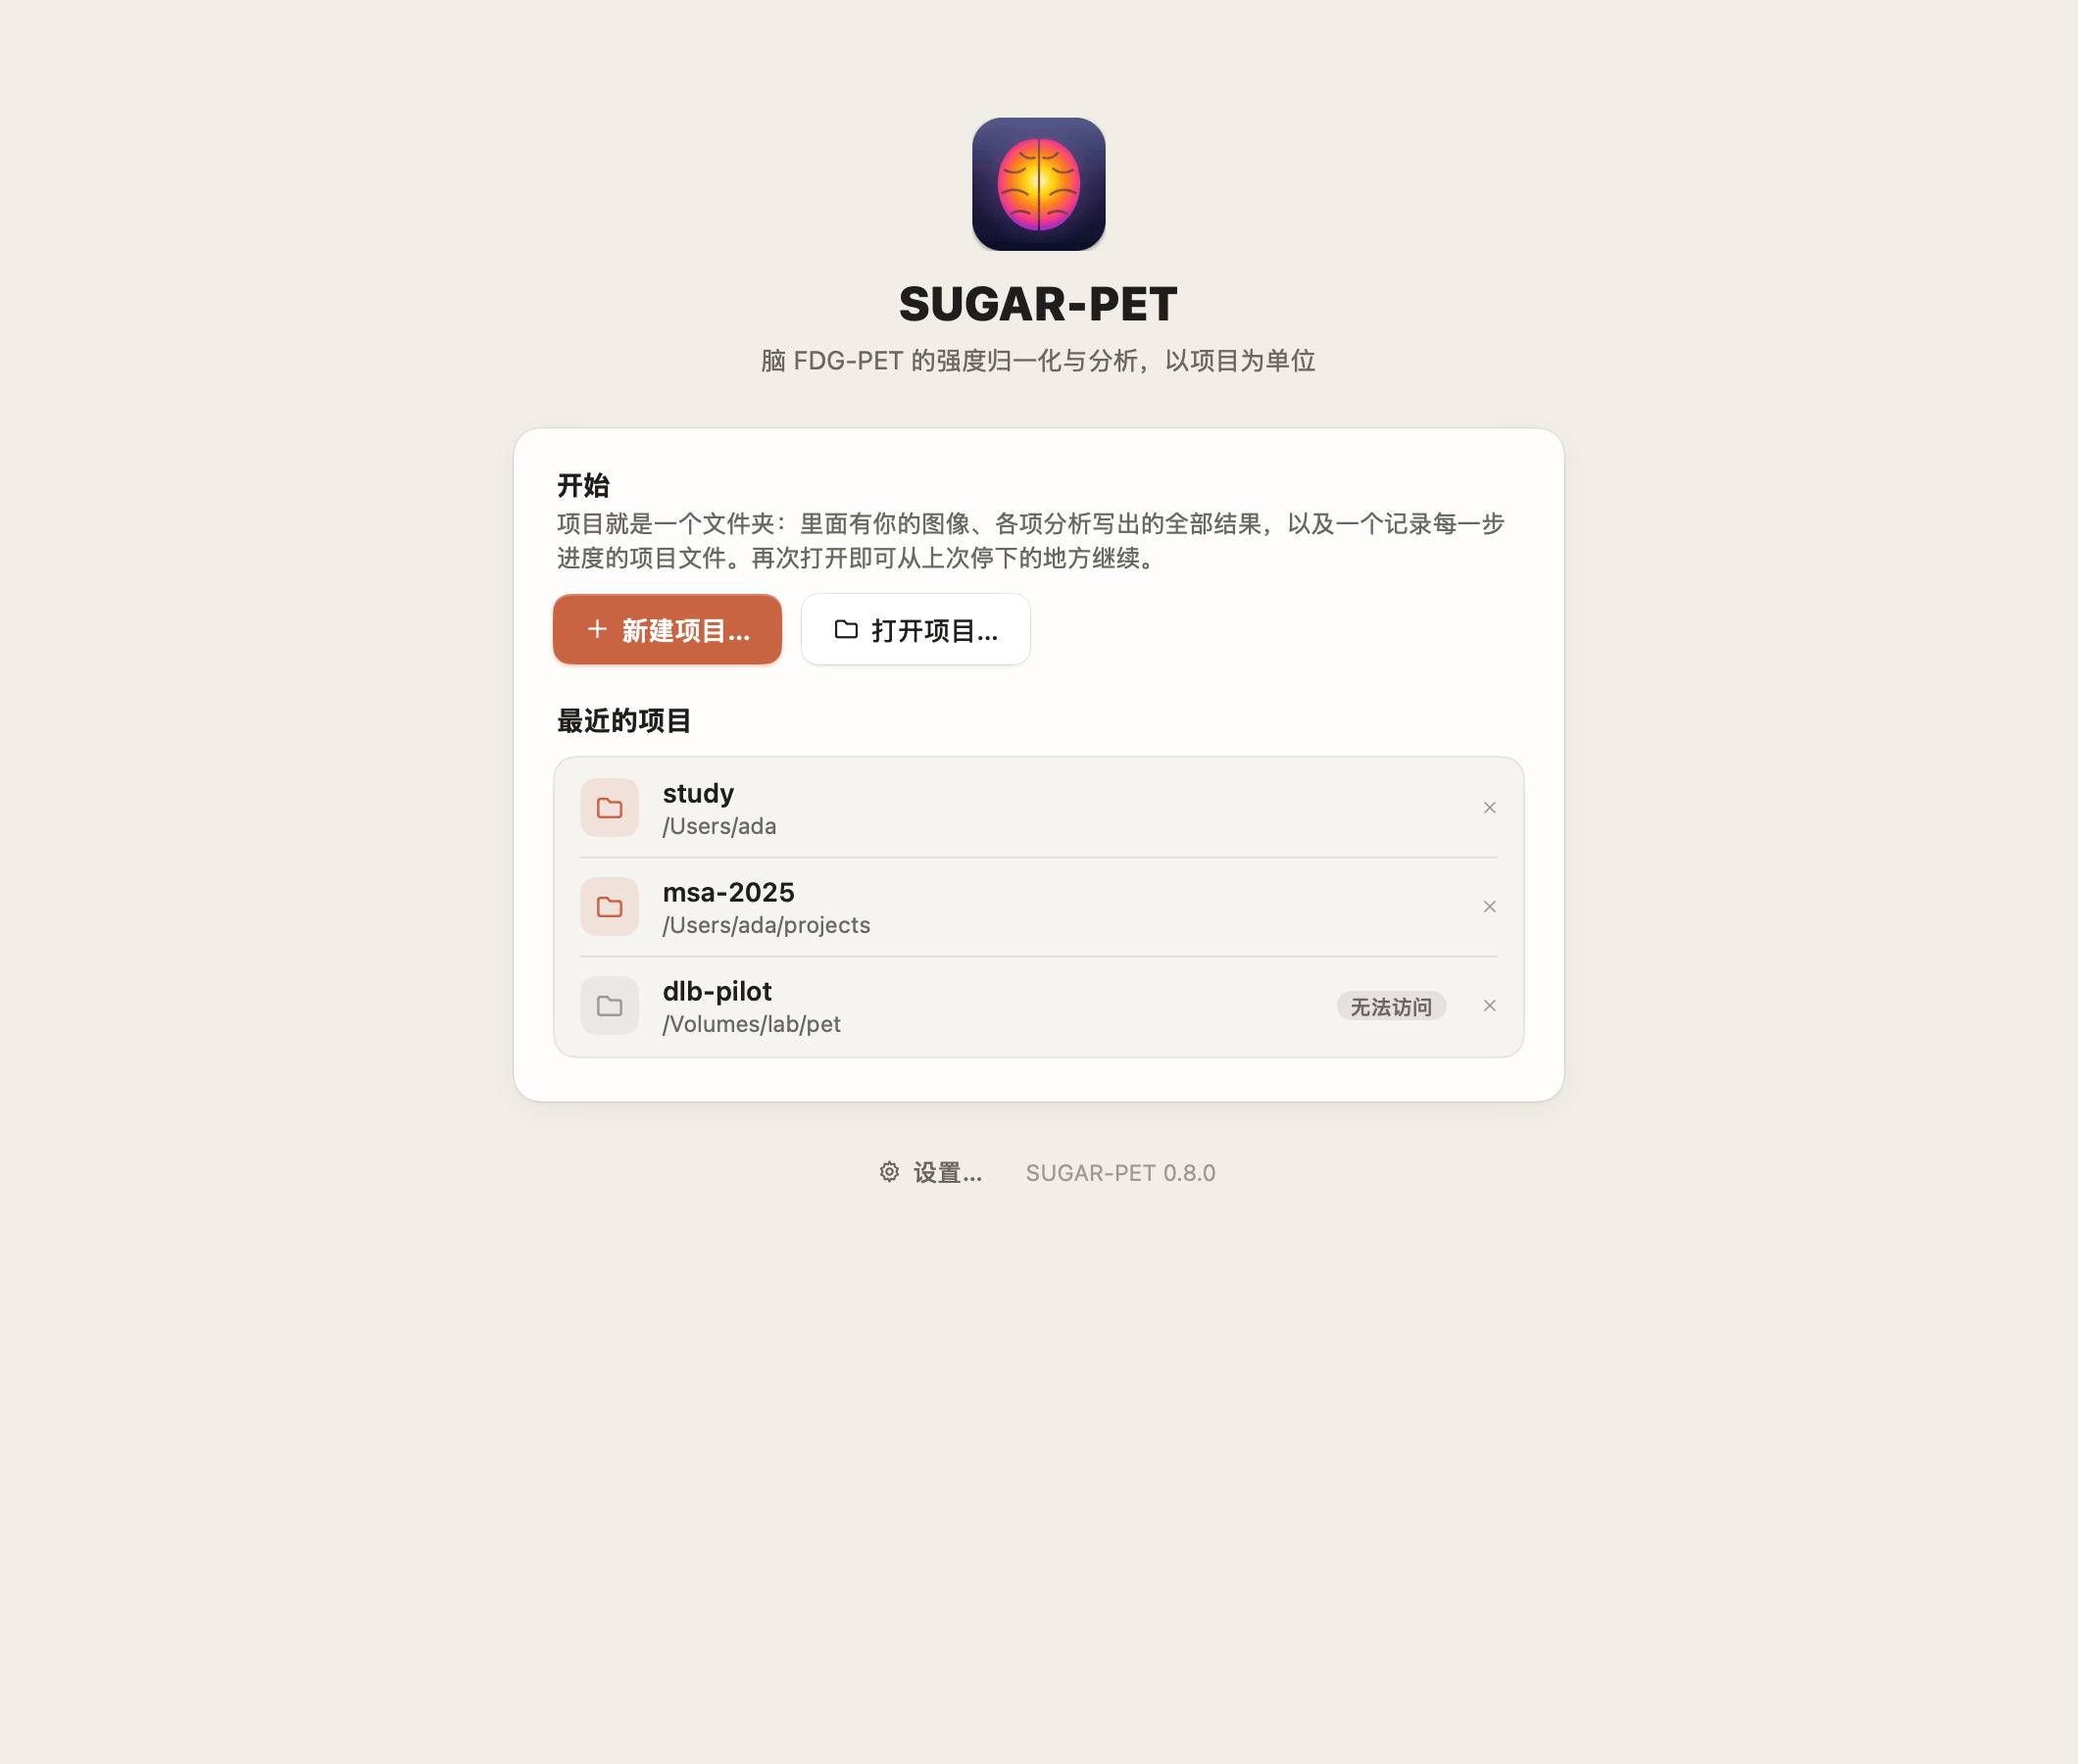 SUGAR-PET
脑 FDG-PET 的强度归一化与分析，以项目为单位
开始
项目就是一个文件夹：里面有你的图像、各项分析写出的全部结果，以及一个记录每一步
进度的项目文件。再次打开即可从上次停下的地方继续。
新建项目...
打开项目...
最近的项目
study
/Users/ada
msa-2025
/Users/ada/projects
dlb-pilot
/Volumes/lab/pet
无法访问
设置...
SUGAR-PET 0.8.0